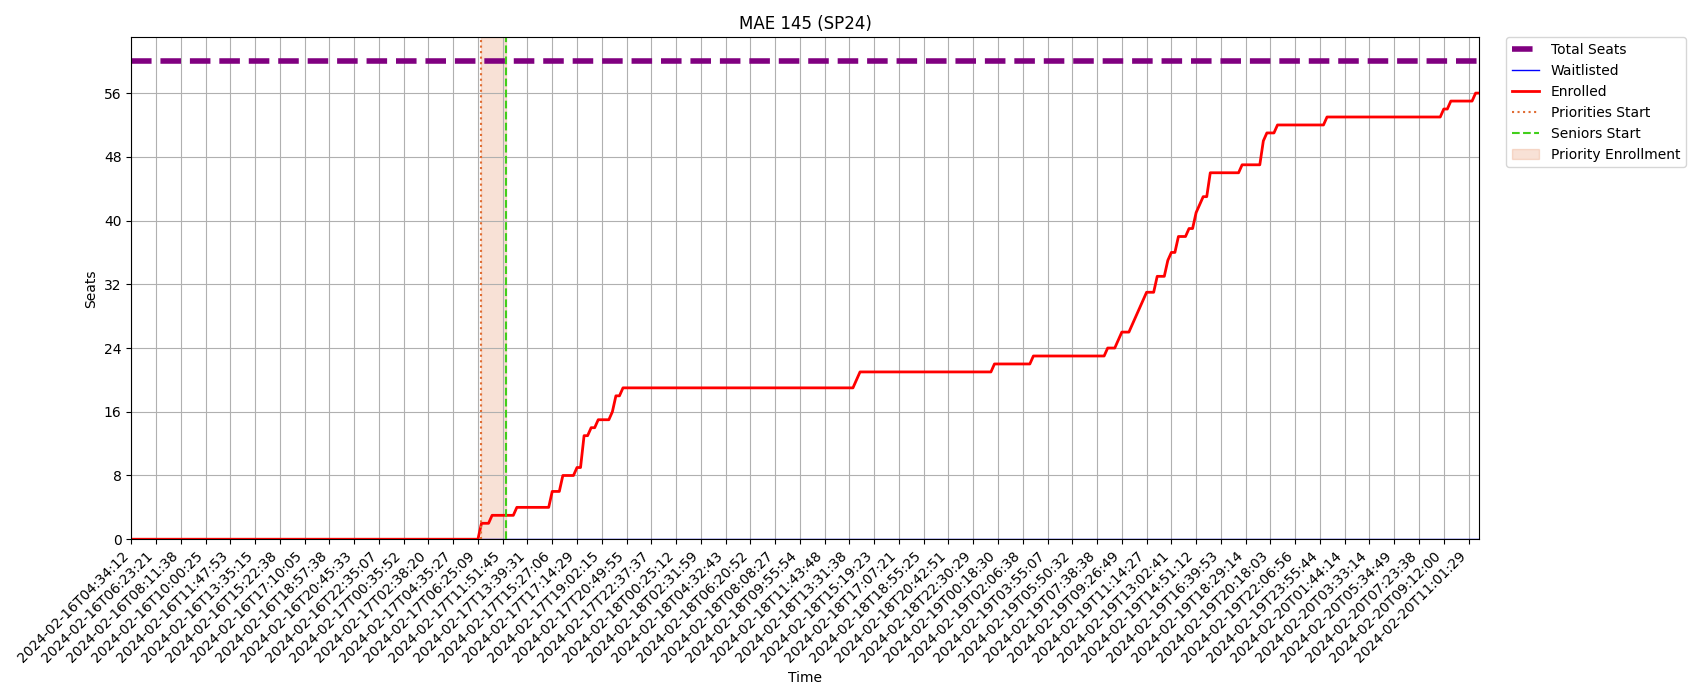 MAE 145 (SP24)
Total Seats
Waitlisted
Enrolled
Priorities Start
Seniors Start
Priority Enrollment
Seats
56
48
40
32
24
16
8
0
2024-02-16T04:34:12
2024-02-16T06:23:21
2024-02-16T08:11:38
2024-02-16T10:00:25
2024-02-16T11:47:53
2024-02-16T13:35:15
2024-02-16T15:22:38
2024-02-16T17:10:05
2024-02-16T18:57:38
2024-02-16T20:45:33
2024-02-16T22:35:07
2024-02-17T00:35:52
2024-02-17T02:38:20
2024-02-17T04:35:27
2024-02-17T06:25:09
2024-02-17T11:51:45
2024-02-17T13:39:31
2024-02-17T15:27:06
2024-02-17T17:14:29
2024-02-17T19:02:15
2024-02-17T20:49:55
2024-02-17T22:37:37
2024-02-18T00:25:12
2024-02-18T02:31:59
2024-02-18T04:32:43
2024-02-18T06:20:52
2024-02-18T08:08:27
2024-02-18T09:55:54
2024-02-18T11:43:48
2024-02-18T13:31:38
2024-02-18T15:19:23
2024-02-18T17:07:21
2024-02-18T18:55:25
2024-02-18T20:42:51
2024-02-18T22:30:29
2024-02-19T00:18:30
2024-02-19T02:06:38
2024-02-19T03:55:07
2024-02-19T05:50:32
2024-02-19T07:38:38
2024-02-19T09:26:49
2024-02-19T11:14:27
2024-02-19T13:02:41
2024-02-19T14:51:12
2024-02-19T16:39:53
2024-02-19T18:29:14
2024-02-19T20:18:03
2024-02-19T22:06:56
2024-02-19T23:55:44
2024-02-20T01:44:14
2024-02-20T03:33:14
2024-02-20T05:34:49
2024-02-20T07:23:38
2024-02-20T09:12:00
2024-02-20T11:01:29
Time